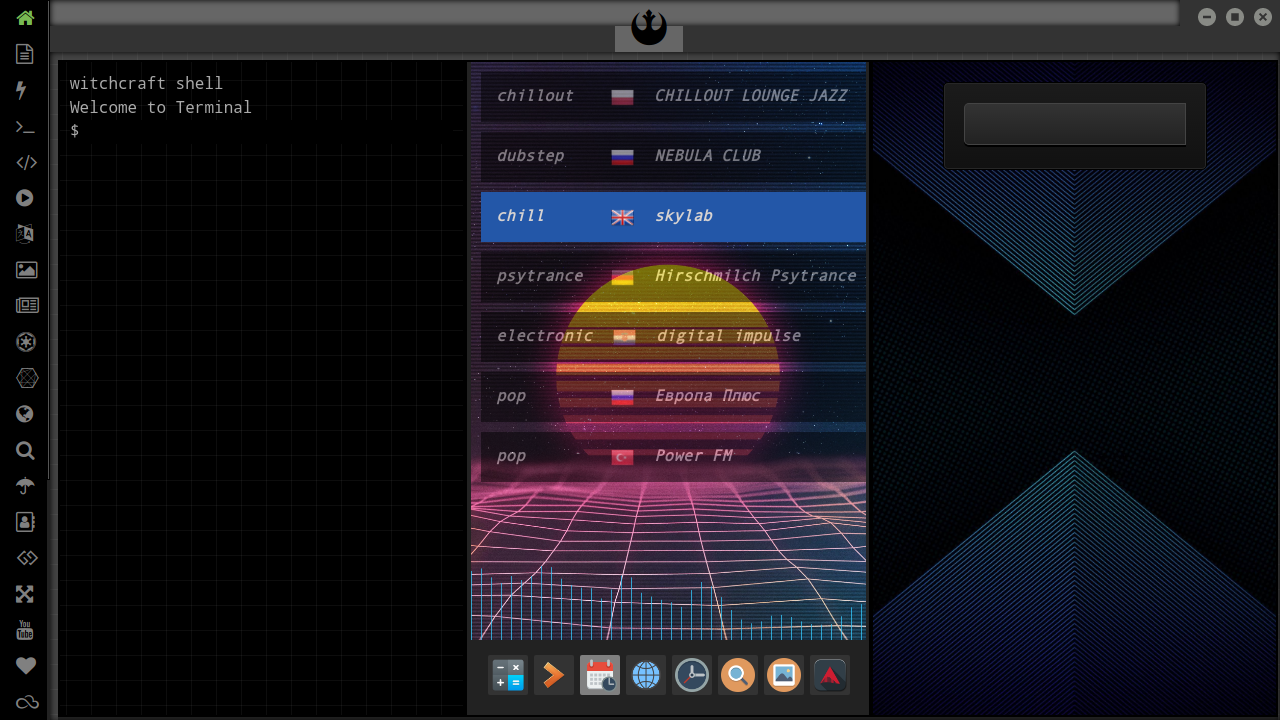 witchcraft shell
Welcome to Terminal
$
chillout CHILLOUT LOUNGE JAZZ
dubstep NEBULA CLUB
chill skylab
psytrance Hirschmilch Psytrance
electronic digital impulse
pop Европа Плюс
pop Power FM
You
Tube